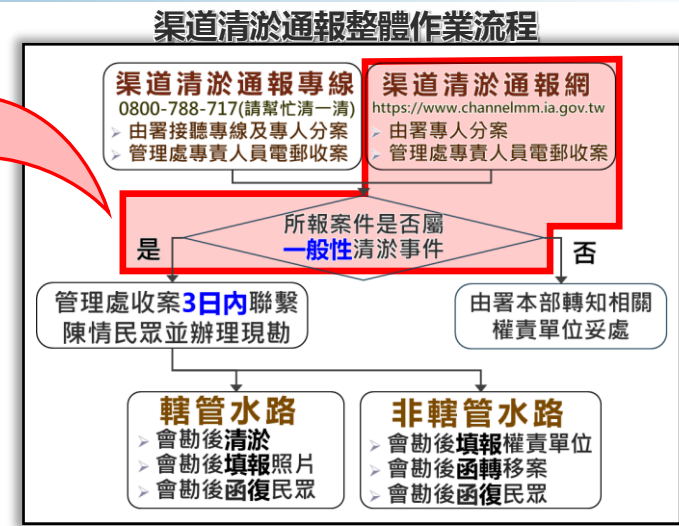 渠道清淤通報整體作業流程
渠道清淤通報專線
0800-788-717(請幫忙清一清)
➢ 由署接聽專線及專人分案
➢ 管理處專責人員電郵收案
渠道清淤通報網
https://www.channelmm.ia.gov.tw
➢ 由署專人分案
➢ 管理處專責人員電郵收案
所報案件是否屬
一般性清淤事件
是
否
管理處收案3日內聯繫
陳情民眾並辦理現勘
由署本部轉知相關
權責單位妥處
轄管水路
➢ 會勘後清淤
➢ 會勘後填報照片
➢ 會勘後函復民眾
非轄管水路
➢ 會勘後填報權責單位
➢ 會勘後函轉移案
➢ 會勘後函復民眾